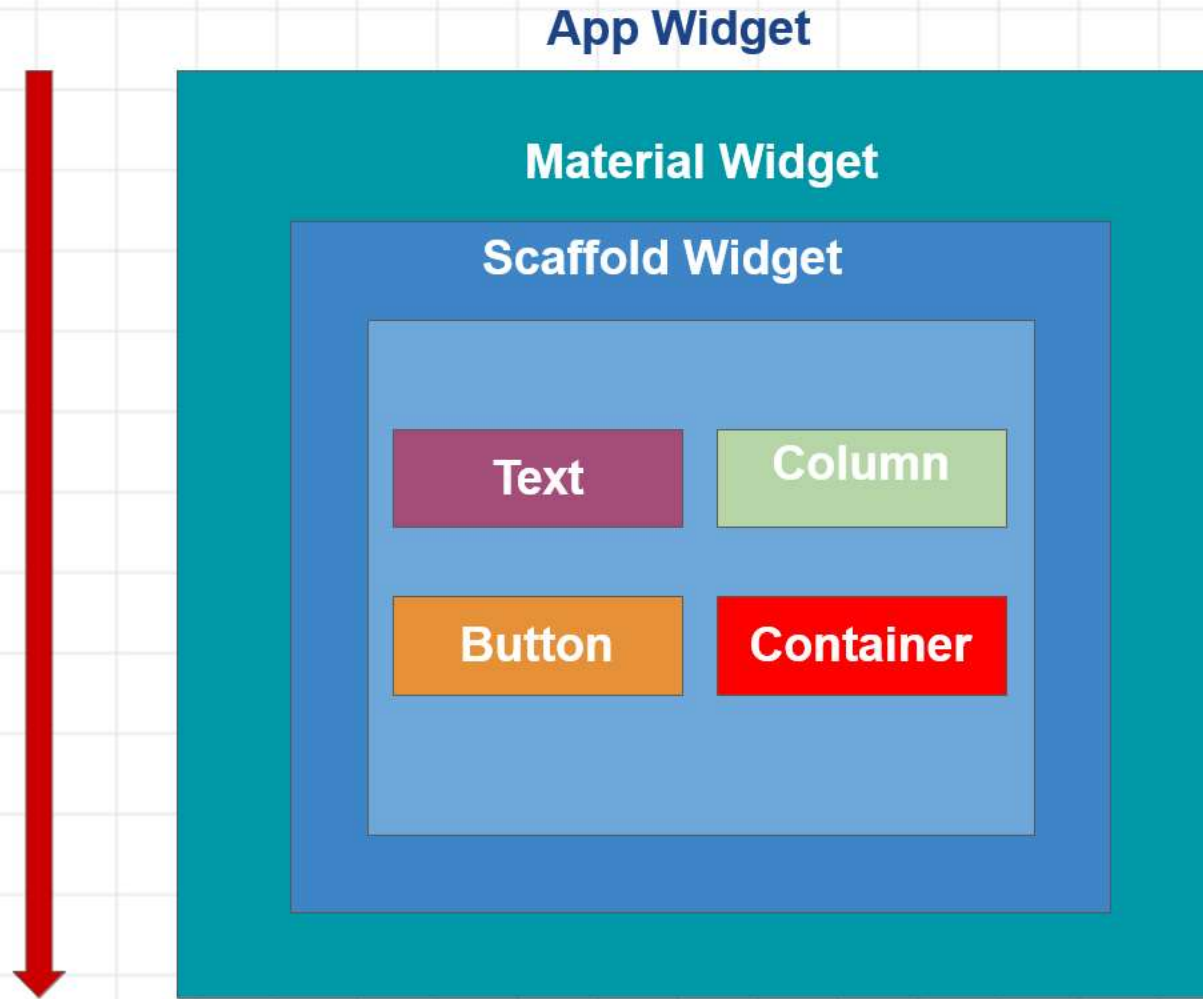 App Widget
Material Widget
Scaffold Widget
Text
Column
Button
Container